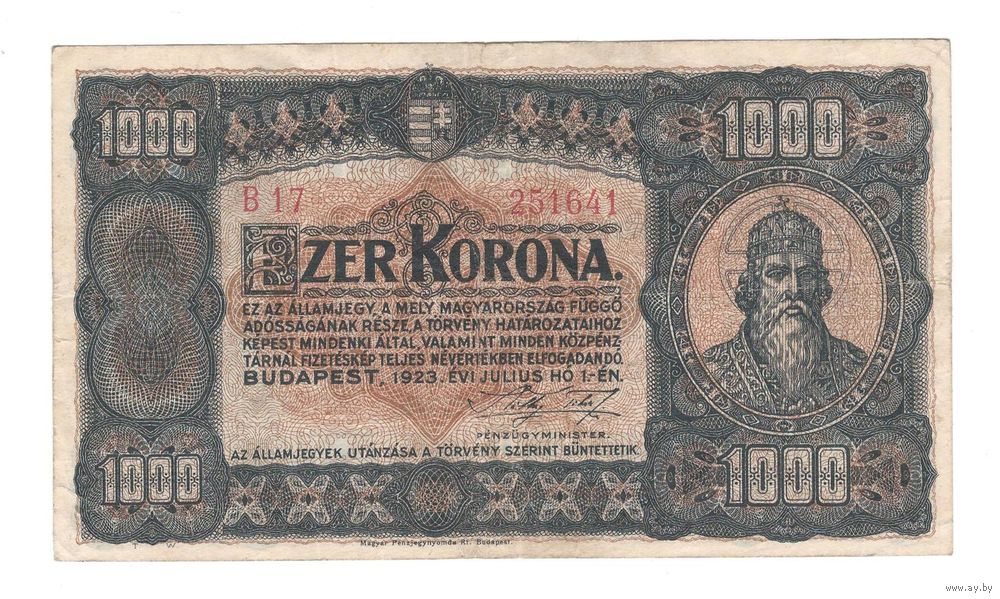 1000 1000
B 17 251641
EZER KORONA.
EZ AZ ÁLLAMJEGY, A MELY MAGYARORSZÁG FÜGGŐ
ADÓSSÁGÁNAK RÉSZE, A TÖRVÉNY HATÁROZATAIHOZ
KÉPEST MINDENKI ÁLTAL, VALAMINT MINDEN KÖZPÉNZ
TÁRNÁL FIZETÉSKÉP TELJES NÉVÉRTÉKBEN ELFOGADANDÓ.
BUDAPEST, 1923. ÉVI JULIUS HÓ 1-ÉN.
PÉNZÜGYMINISTER.
AZ ÁLLAMJEGYEK UTÁNZÁSA A TÖRVÉNY SZERINT BÜNTETTETIK.
1000 1000
T W
Magyar Pénzjegynyomda Rt. Budapest.
www.ay.by